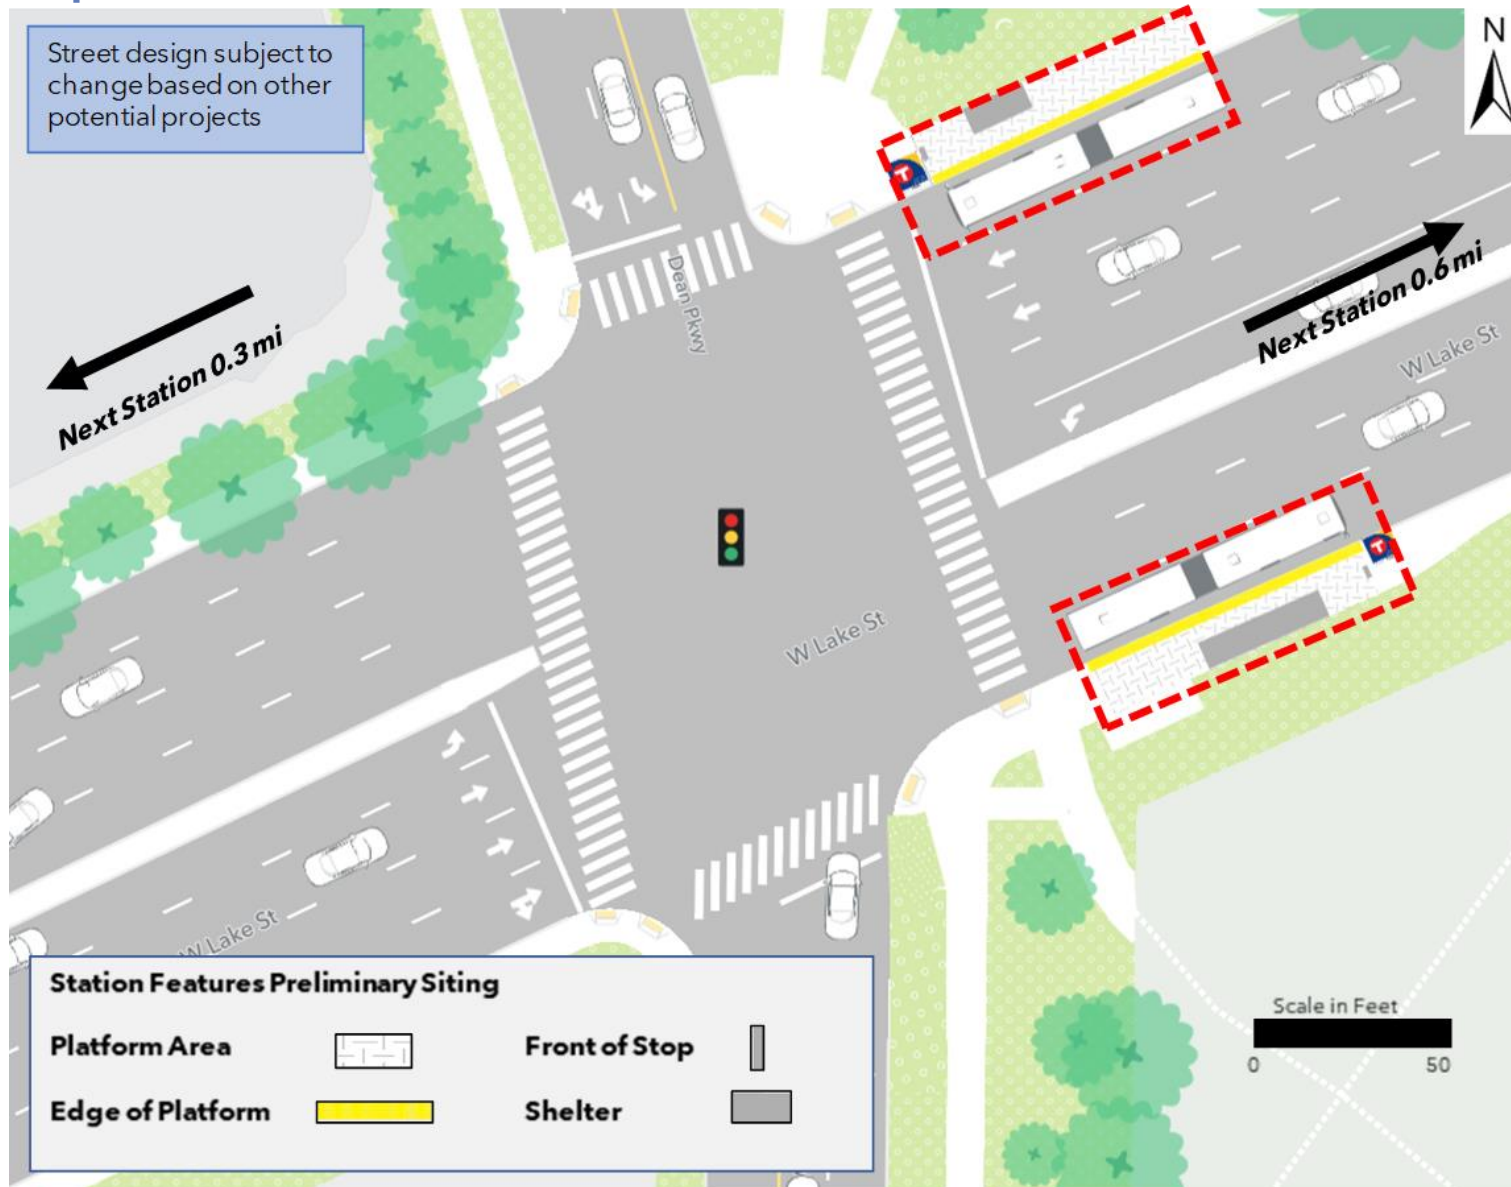 Street design subject to
change based on other
potential projects
N
Dean Pkwy
Next Station 0.3 mi
Next Station 0.6 mi
W Lake St
W Lake St
W Lake St
T
T
Station Features Preliminary Siting
Platform Area
Front of Stop
Edge of Platform
Shelter
Scale in Feet
0
50